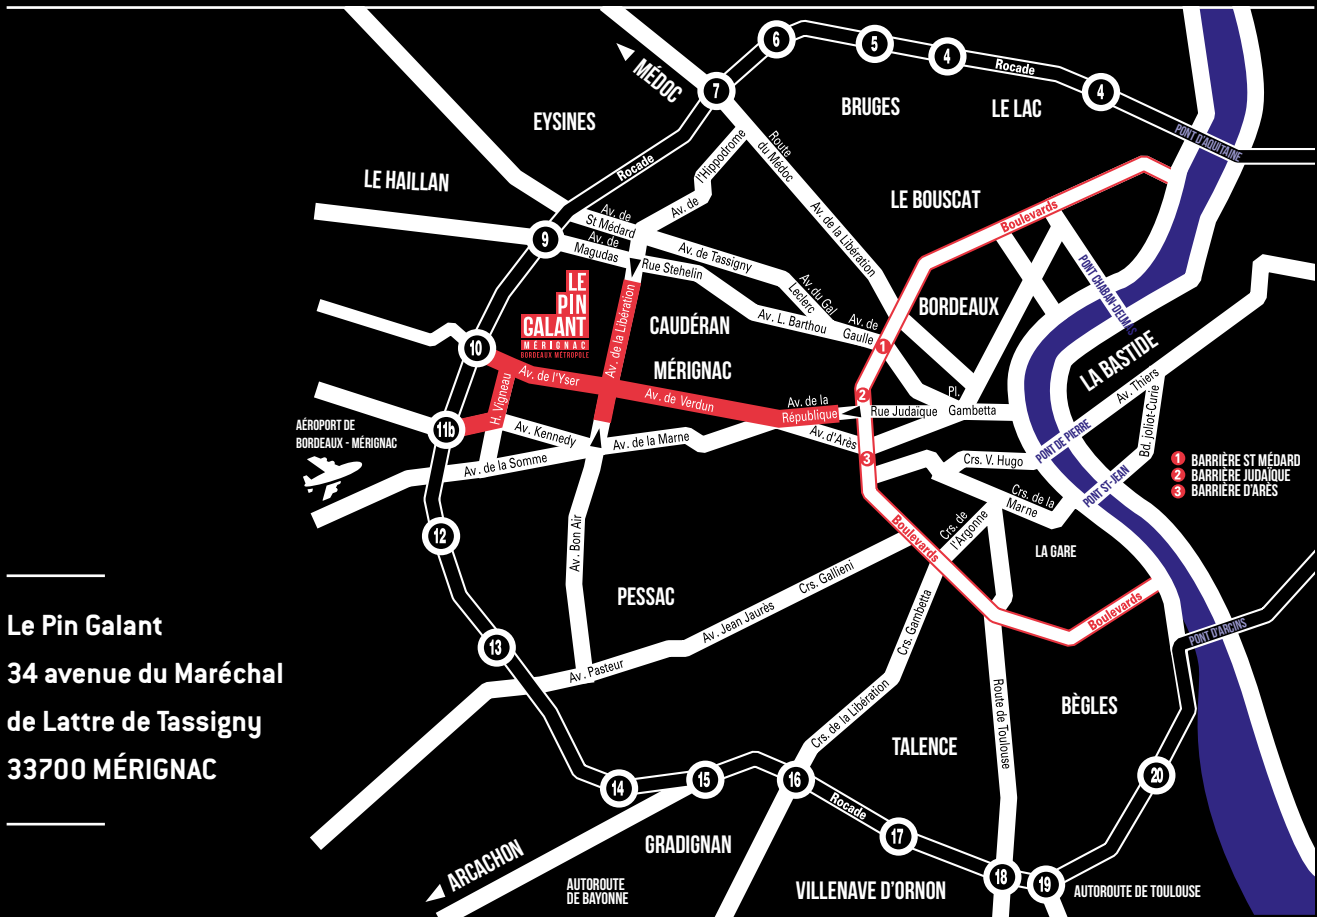 6
5
4
Rocade
4
7
MÉDOC
BRUGES
LE LAC
EYSINES
PONT D'AQUITAINE
Rocade
Av. de
l'Hippodrome
Route
du Médoc
LE HAILLAN
LE BOUSCAT
Boulevards
Av. de
St Médard
Av. de
Magudas
9
Av. de Tassigny
Rue Stehelin
Av. de la Libération
Av. du Gal
Leclerc
PONT CHABAN-DELMAS
LE
PIN
GALANT
MÉRIGNAC
BORDEAUX MÉTROPOLE
Av. de la Libération
CAUDÉRAN
Av. L. Barthou
Av. de
Gaulle
BORDEAUX
1
10
MÉRIGNAC
LA BASTIDE
Av. de l'Yser
H. Vigneau
Av. de Verdun
Av. de la
République
2
Rue Judaïque
Pl.
Gambetta
Av. Thiers
Bd. joliot-Curie
11b
AÉROPORT DE
BORDEAUX - MÉRIGNAC
Av. Kennedy
Av. de la Marne
Av. d'Arès
3
PONT DE PIERRE
Av. de la Somme
Crs. V. Hugo
PONT ST-JEAN
1 BARRIÈRE ST MÉDARD
2 BARRIÈRE JUDAÏQUE
3 BARRIÈRE D'ARÈS
Crs. de la
Marne
Crs. de
l'Argonne
Boulevards
12
Av. Bon Air
LA GARE
PESSAC
Crs. Gallieni
Av. Jean Jaurès
Crs. Gambetta
Boulevards
PONT D'ARCINS
13
Av. Pasteur
Le Pin Galant
34 avenue du Maréchal
de Lattre de Tassigny
33700 MÉRIGNAC
Crs. de la Libération
Route de Toulouse
BÈGLES
TALENCE
14
15
16
20
Rocade
17
GRADIGNAN
ARCACHON
18
19
AUTOROUTE
DE BAYONNE
VILLENAVE D'ORNON
AUTOROUTE DE TOULOUSE